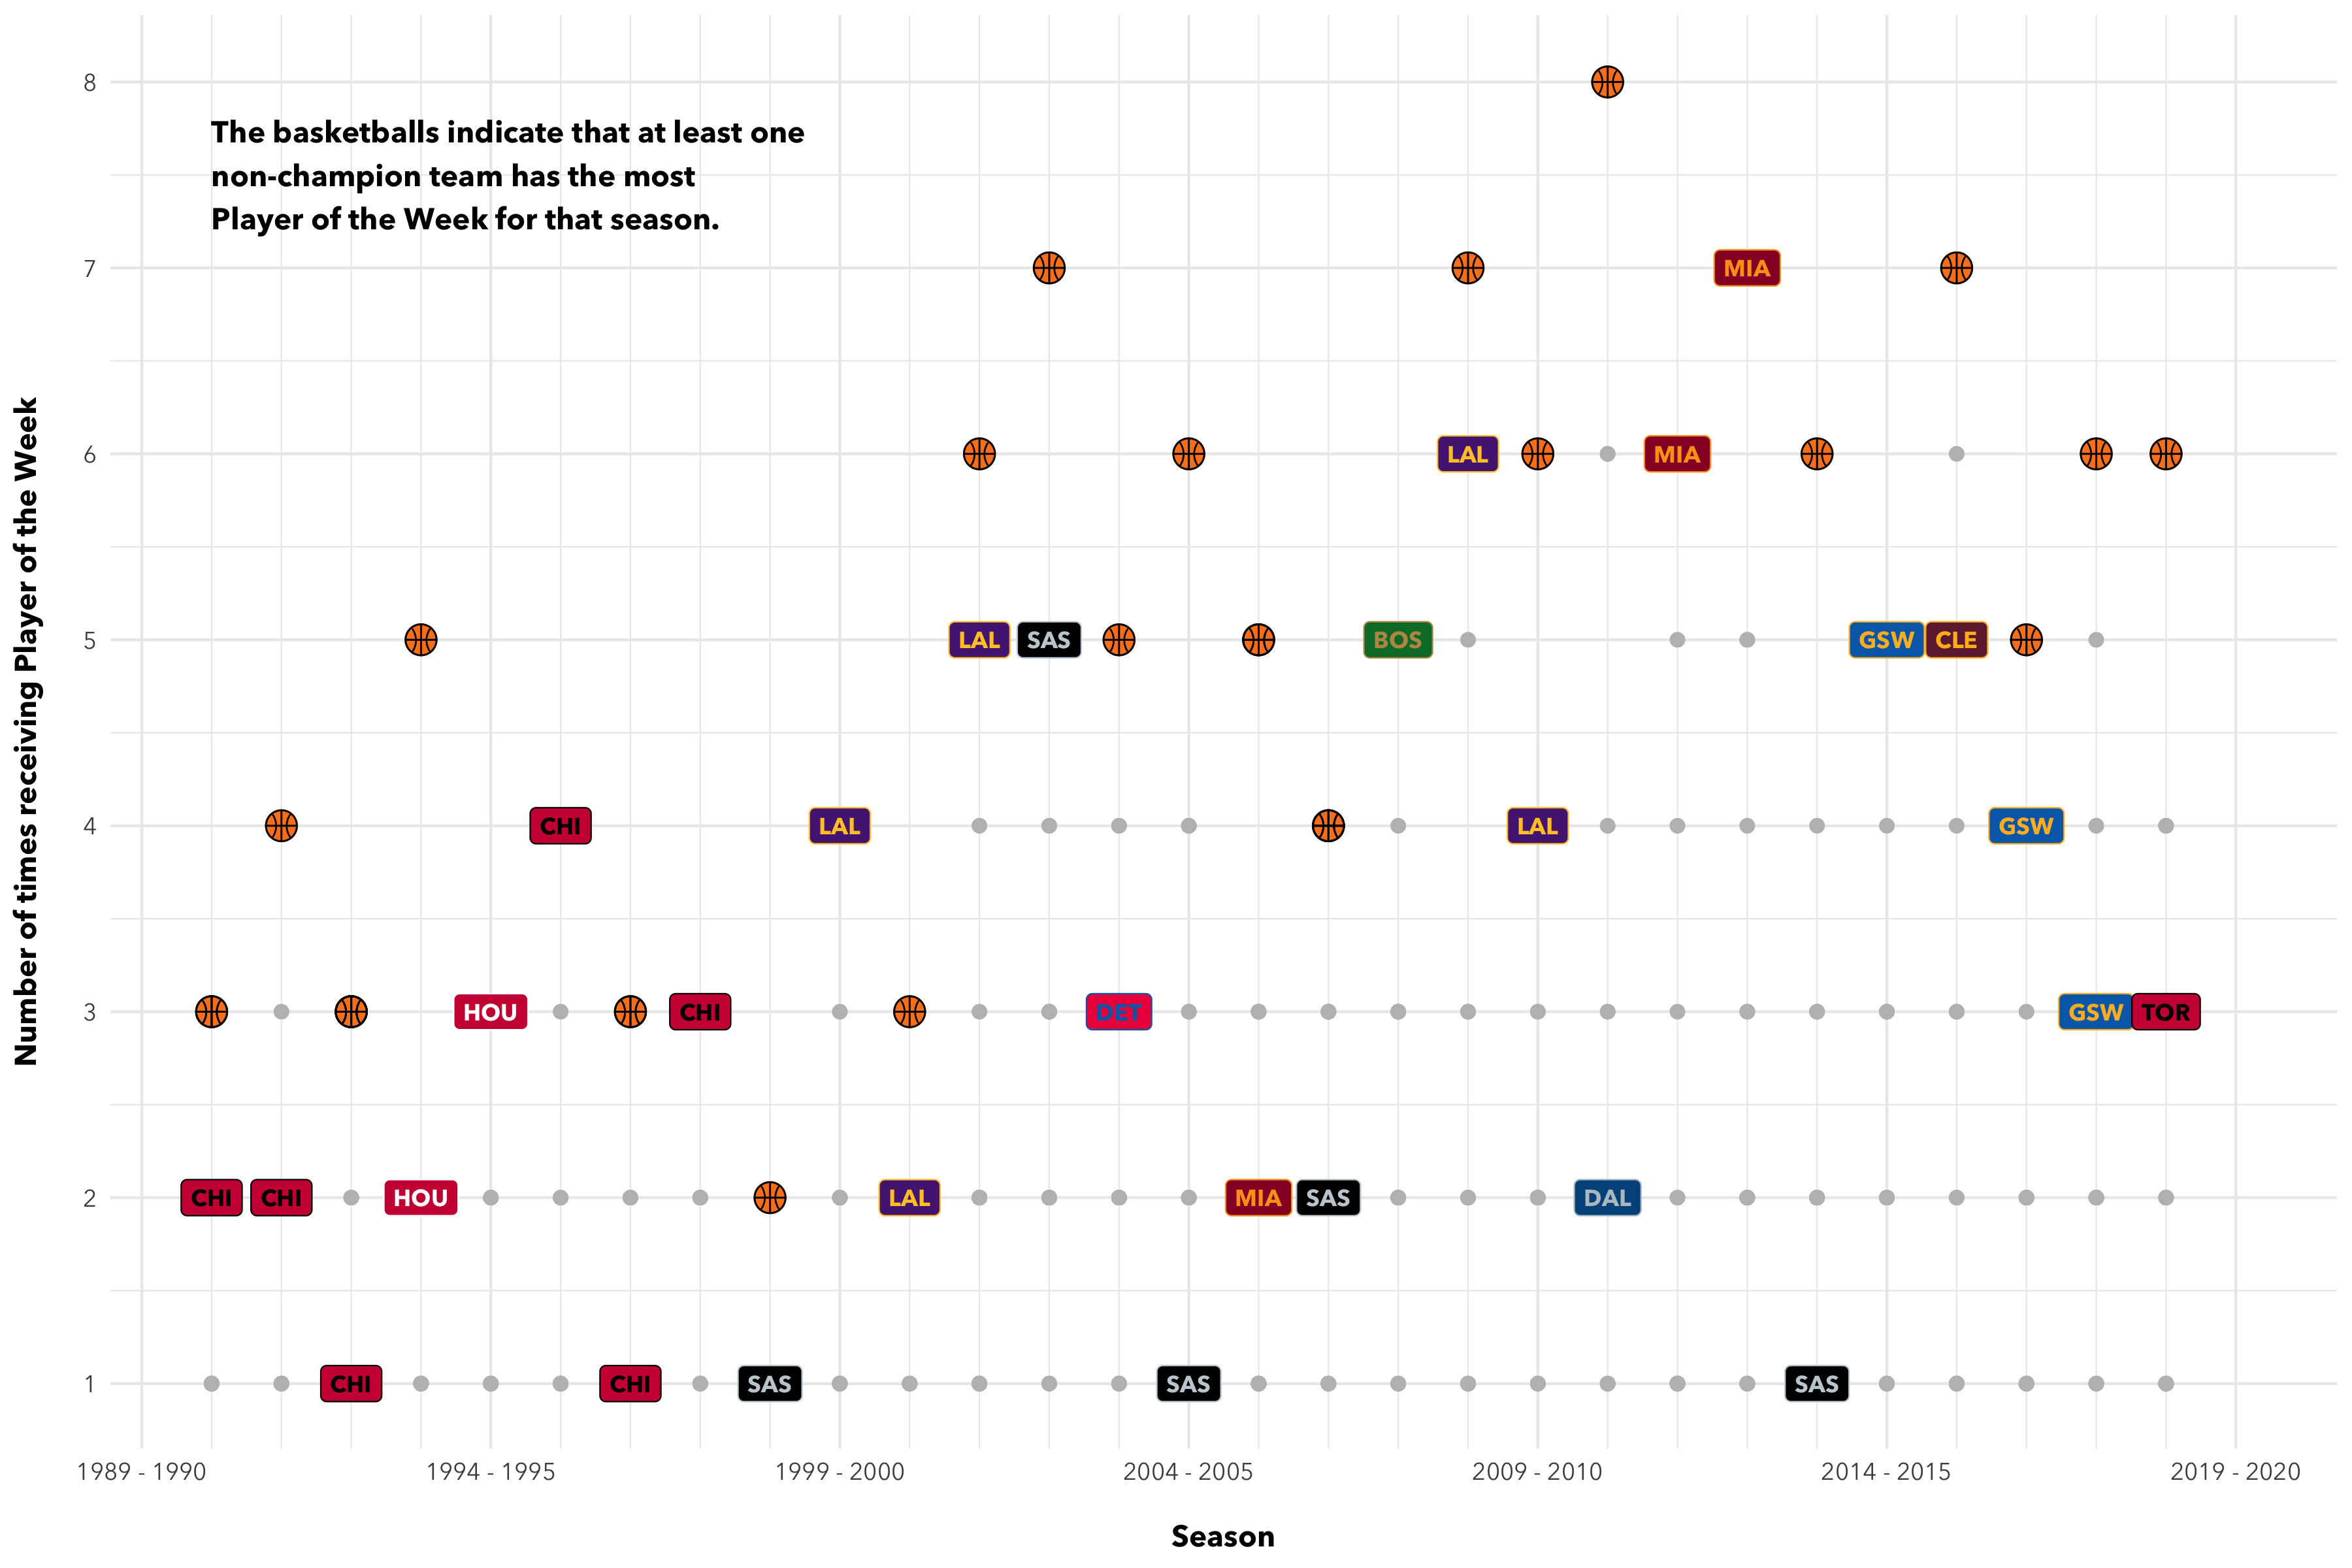 8
The basketballs indicate that at least one
non-champion team has the most
Player of the Week for that season.
7
MIA
6
LAL
MIA
5
LAL
SAS
BOS
GSW
CLE
4
CHI
LAL
LAL
GSW
3
HOU
CHI
DET
GSW
TOR
2
CHI
CHI
HOU
LAL
MIA
SAS
DAL
1
CHI
CHI
SAS
SAS
SAS
Number of times receiving Player of the Week
1989 - 1990
1994 - 1995
1999 - 2000
2004 - 2005
2009 - 2010
2014 - 2015
2019 - 2020
Season